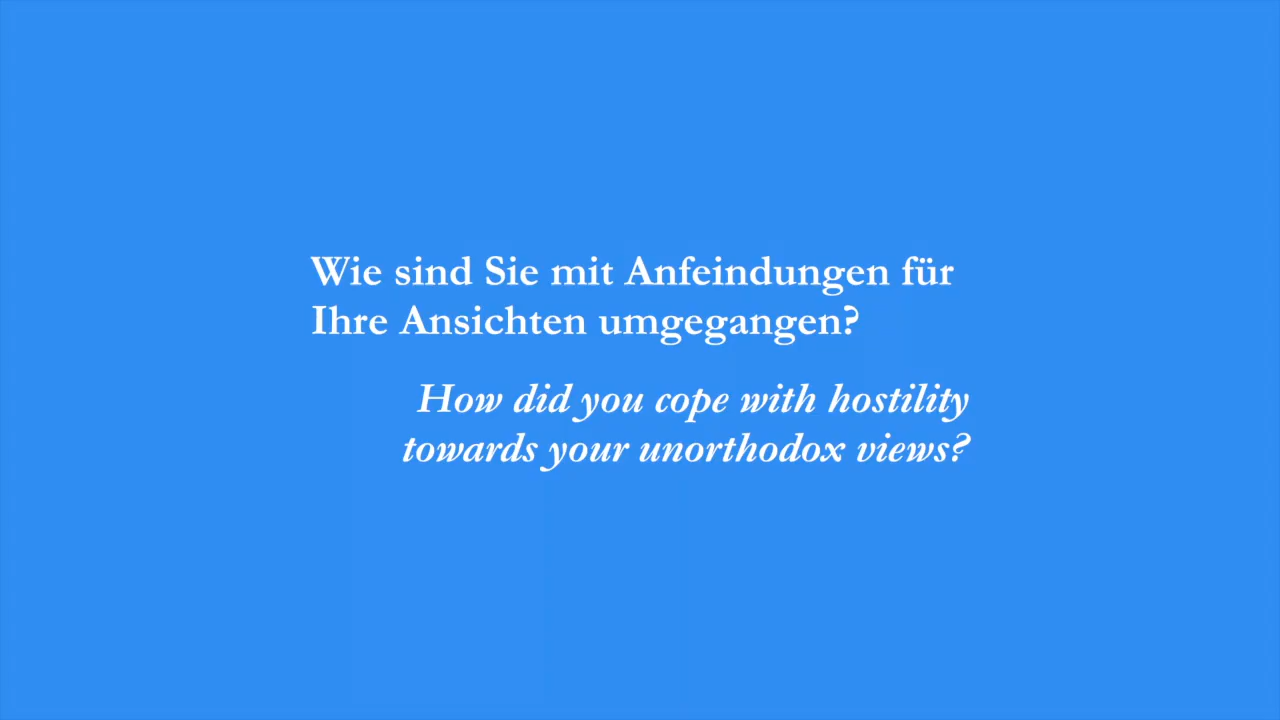 Wie sind Sie mit Anfeindungen für
Ihre Ansichten umgegangen?
How did you cope with hostility
towards your unorthodox views?